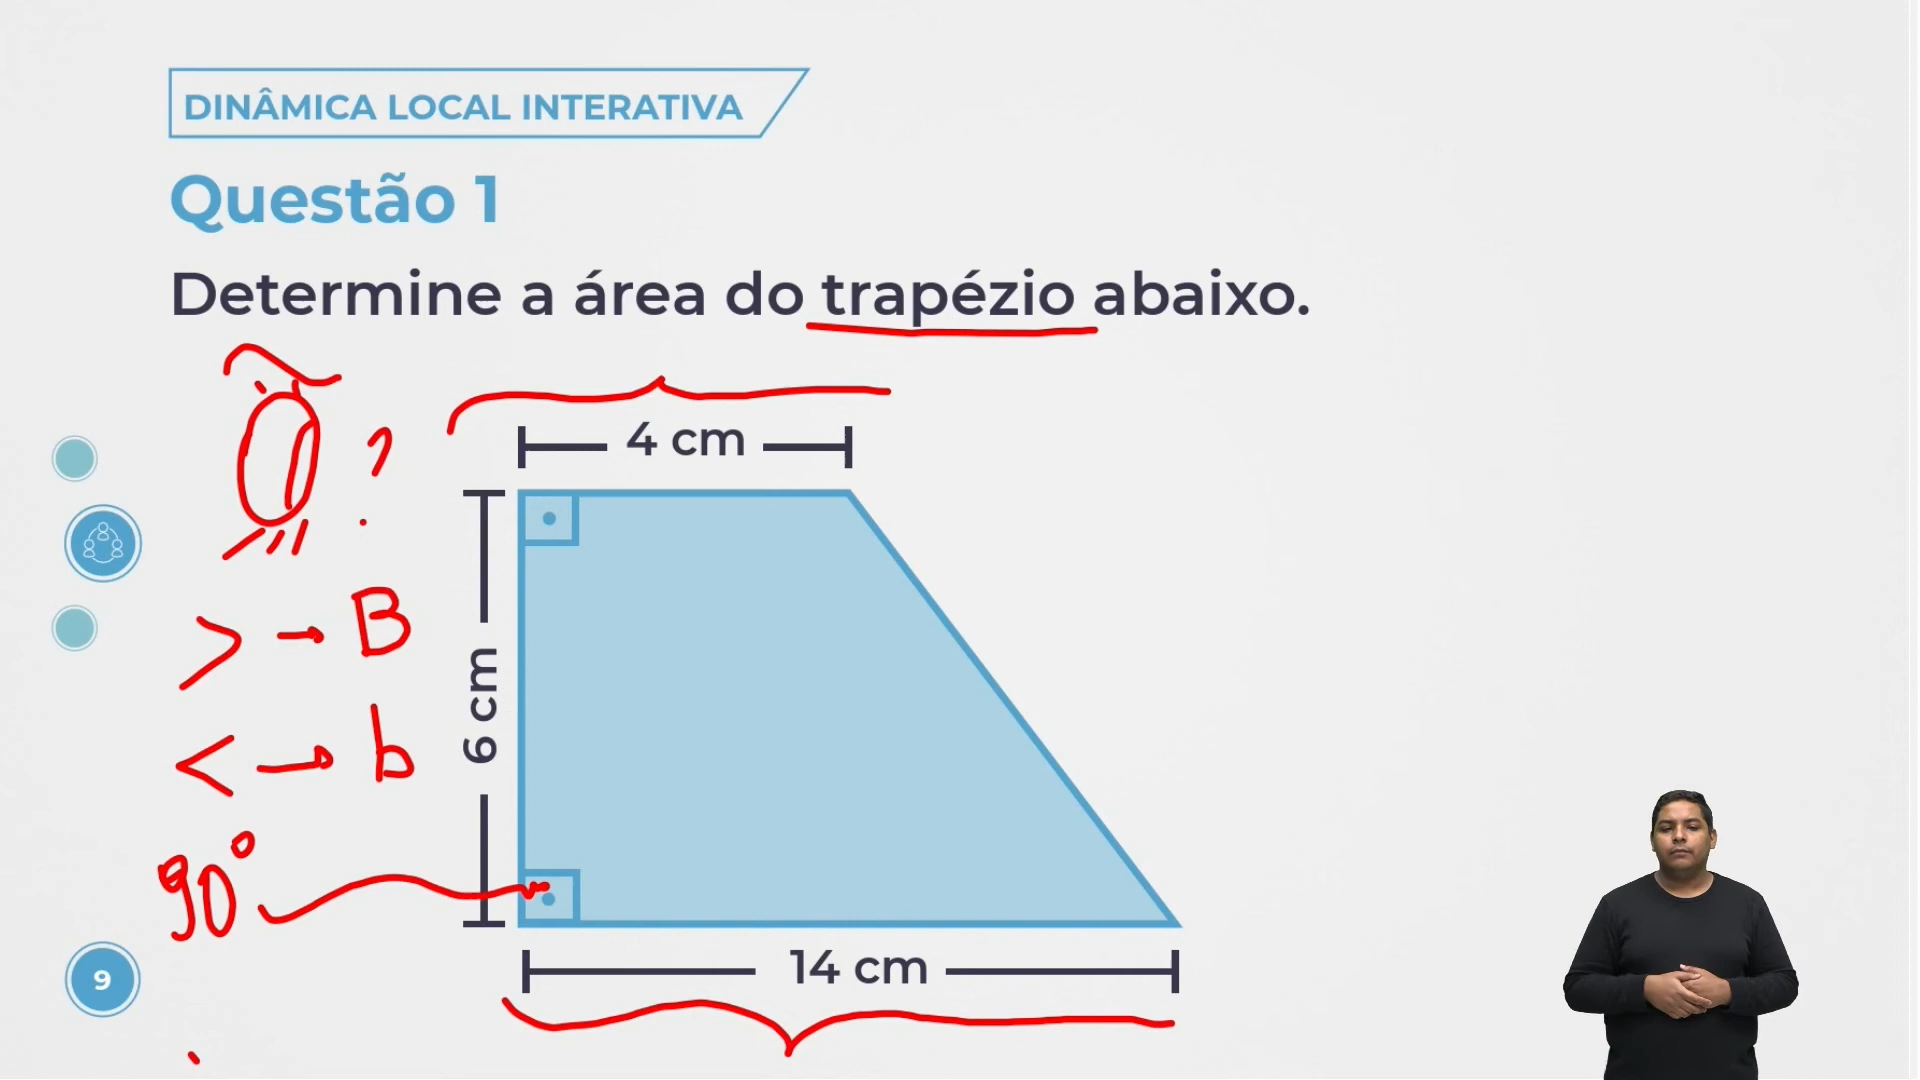 DINÂMICA LOCAL INTERATIVA
Questão 1
Determine a área do trapézio abaixo.
?
4 cm
> → B
6 cm
< → b
90°
14 cm
9